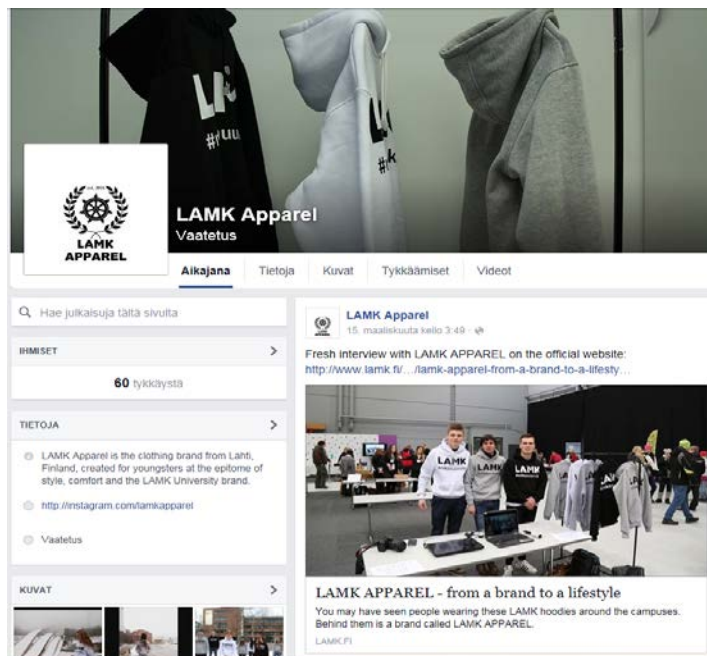 LAMK
APPAREL
LAMK Apparel
Vaatetus
Aikajana Tietoja Kuvat Tykkäämiset Videot
Hae julkaisuja tältä sivulta
IHMISET
60 tykkäystä
TIETOJA
LAMK Apparel is the clothing brand from Lahti,
Finland, created for youngsters at the epitome of
style, comfort and the LAMK University brand.
http://instagram.com/lamkapparel
Vaatetus
KUVAT
LAMK Apparel
15. maaliskuuta kello 3:49 ·
Fresh interview with LAMK APPAREL on the official website:
http://www.lamk.fi/…/lamk-apparel-from-a-brand-to-a-lifesty…
LAMK LAMK LAMK
LAMK APPAREL - from a brand to a lifestyle
You may have seen people wearing these LAMK hoodies around the campuses.
Behind them is a brand called LAMK APPAREL.
LAMK.FI